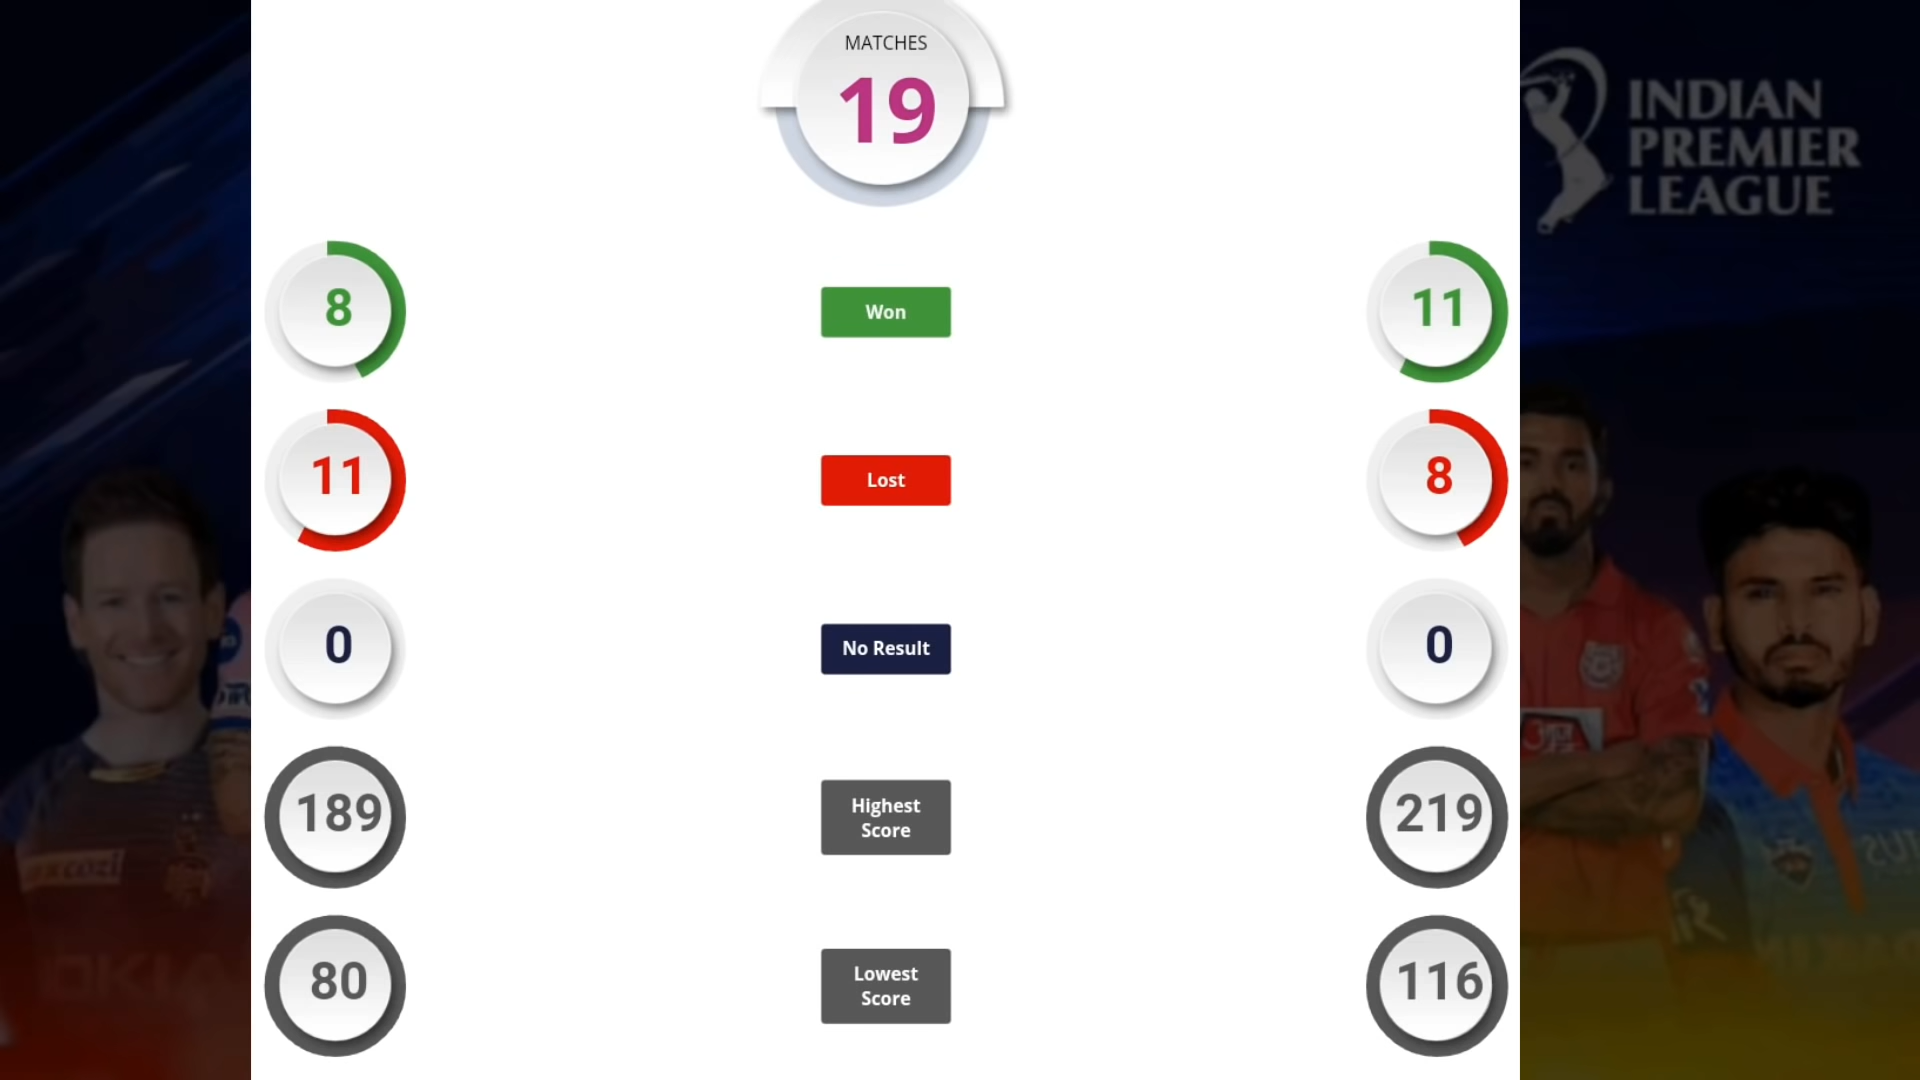 MATCHES
19
INDIAN
PREMIER
LEAGUE
8
Won
11
11
Lost
8
0
No Result
0
189
Highest
Score
219
80
Lowest
Score
116